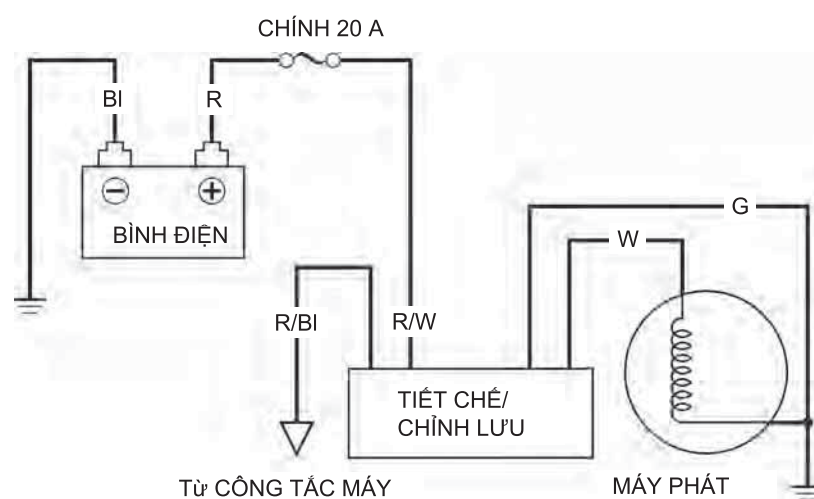 CHÍNH 20 A
Bl
R
− +
BÌNH ĐIỆN
G
W
R/Bl
R/W
TIẾT CHẾ/
CHỈNH LƯU
Từ CÔNG TẮC MÁY
MÁY PHÁT